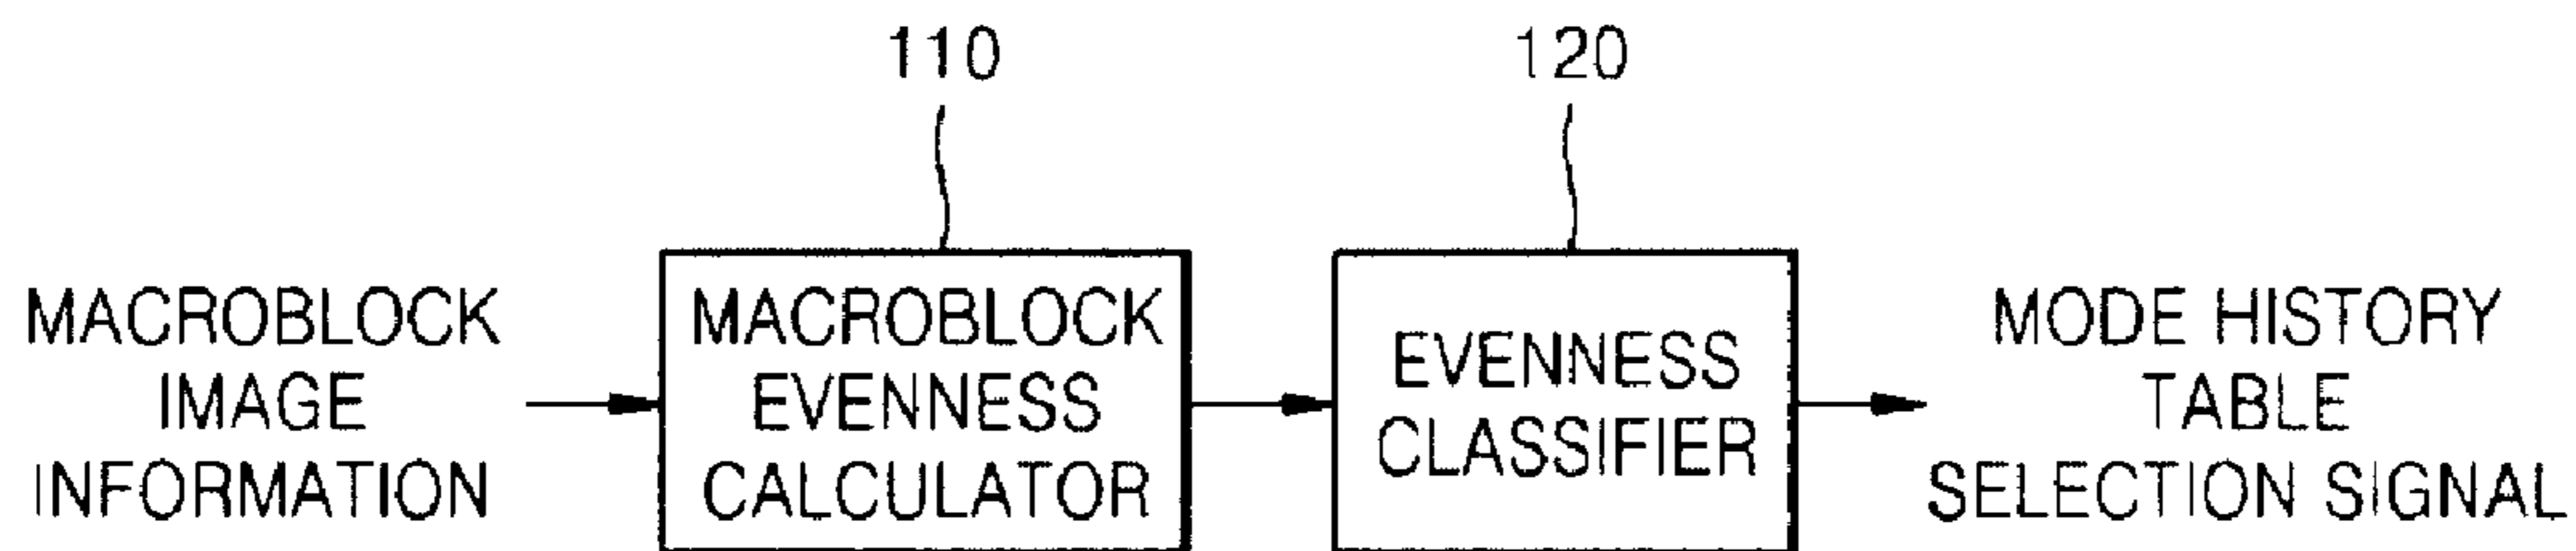 110
120
MACROBLOCK
IMAGE
INFORMATION
MACROBLOCK
EVENNESS
CALCULATOR
EVENNESS
CLASSIFIER
MODE HISTORY
TABLE
SELECTION SIGNAL